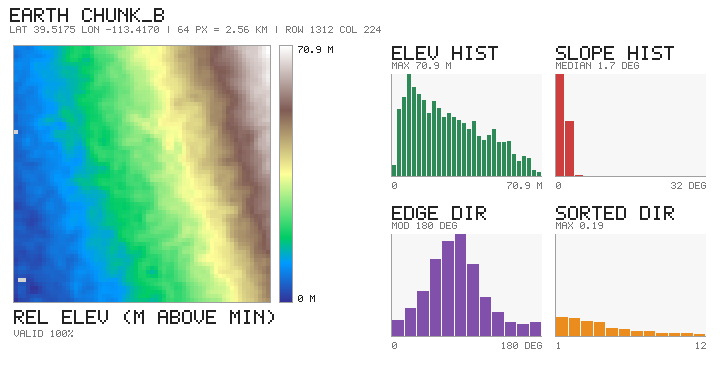 EARTH CHUNK_B
LAT 39.5175 LON -113.4170 | 64 PX = 2.56 KM | ROW 1312 COL 224
70.9 M
0 M
REL ELEV (M ABOVE MIN)
VALID 100%
ELEV HIST
MAX 70.9 M
0 70.9 M
SLOPE HIST
MEDIAN 1.7 DEG
0 32 DEG
EDGE DIR
MOD 180 DEG
0 180 DEG
SORTED DIR
MAX 0.19
1 12